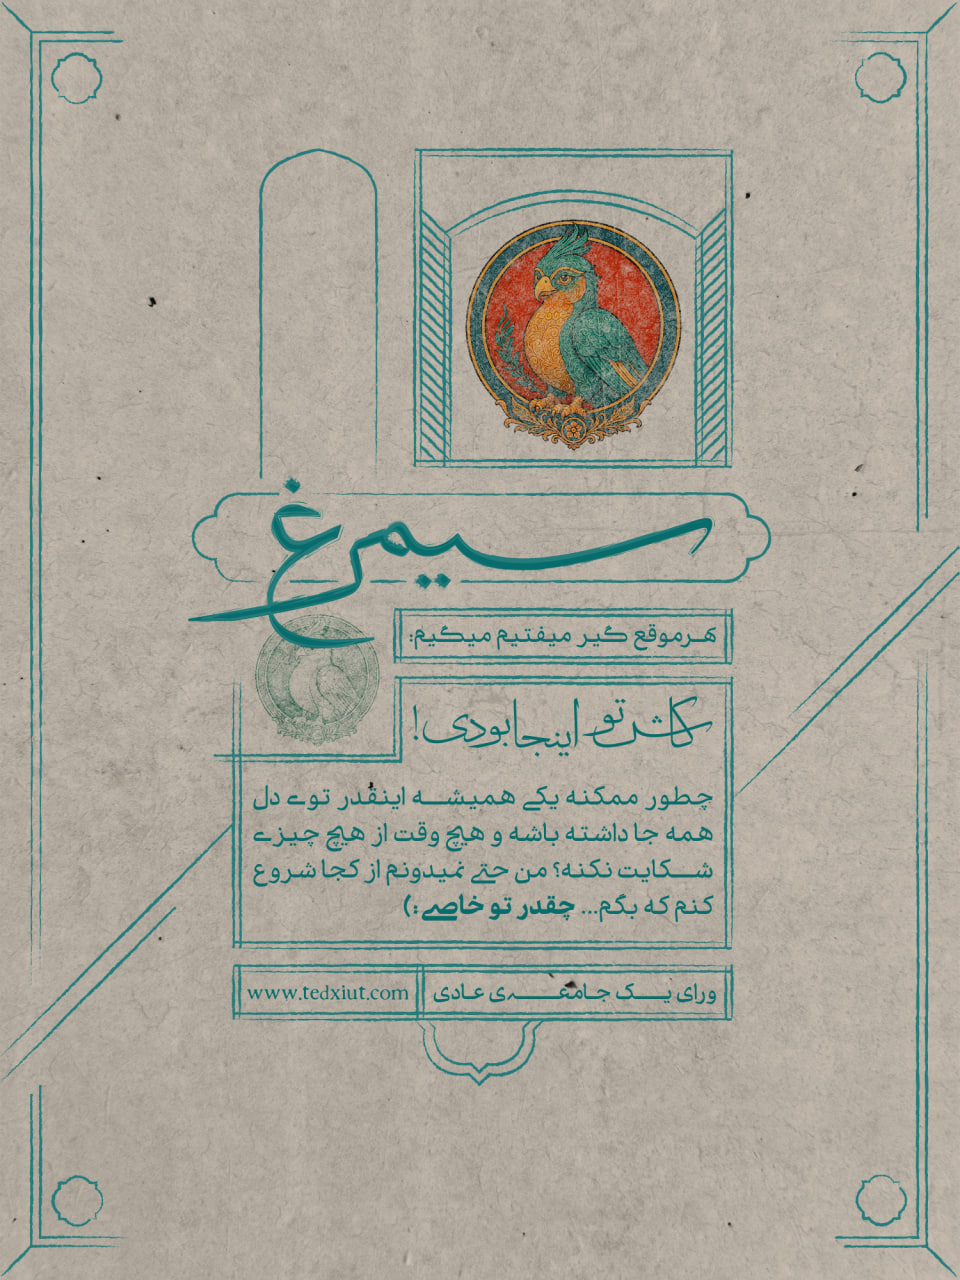 سیمرغ
هرموقع گیر میفتیم میگیم:
کاش تو اینجا بودی!
چطور ممکنه یکی همیشه اینقدر توی دل
همه جا داشته باشه و هیچ وقت از هیچ چیزی
شکایت نکنه؟ من حتی نمیدونم از کجا شروع
کنم که بگم... چقدر تو خاصی :)
ورای یک جامعه‌ی عادی
www.tedxiut.com